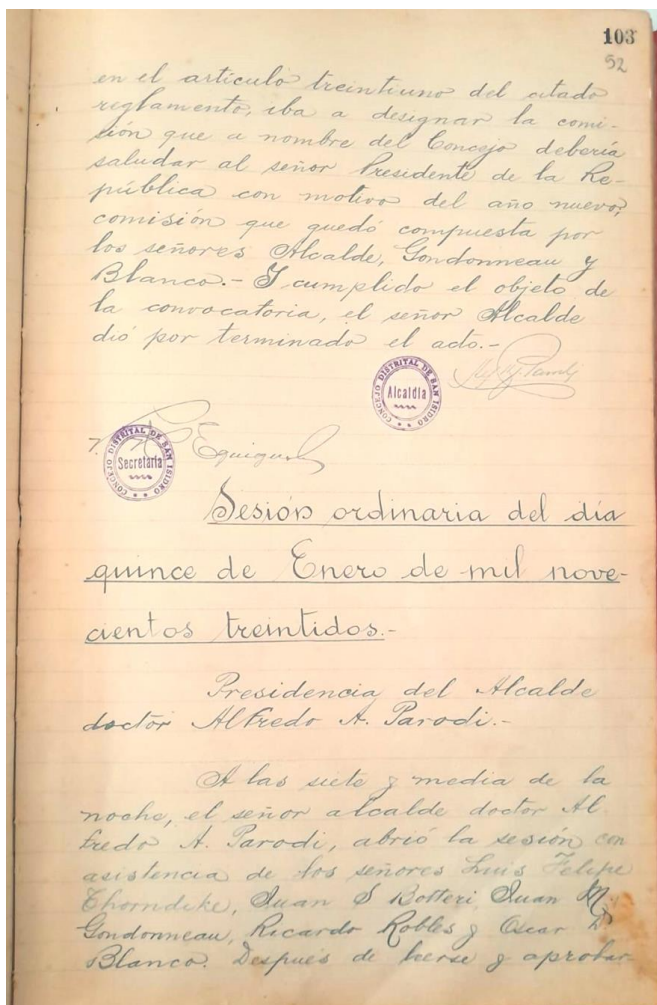 103
52
en el artículo treintiuno del citado
reglamento, iba a designar la comi-
sión que a nombre del Concejo debería
saludar al señor Presidente de la Re-
pública con motivo del año nuevo,
comisión que quedó compuesta por
los señores Alcalde, Gondonneau y
Blanco.- Y cumplido el objeto de
la convocatoria, el señor Alcalde
dió por terminado el acto.-
CONCEJO DISTRITAL DE SAN ISIDRO
Alcaldía
CONCEJO DISTRITAL DE SAN ISIDRO
Secretaría
Sesión ordinaria del día
quince de Enero de mil nove-
cientos treintidos.-
Presidencia del Alcalde
doctor Alfredo A. Parodi.-
A las siete y media de la
noche, el señor alcalde doctor Al
fredo A. Parodi, abrió la sesión con
asistencia de los señores Luis Felipe
Thorndike, Juan S Botteri, Juan M
Gondonneau, Ricardo Robles y Oscar D
Blanco. Después de leerse y aprobar-